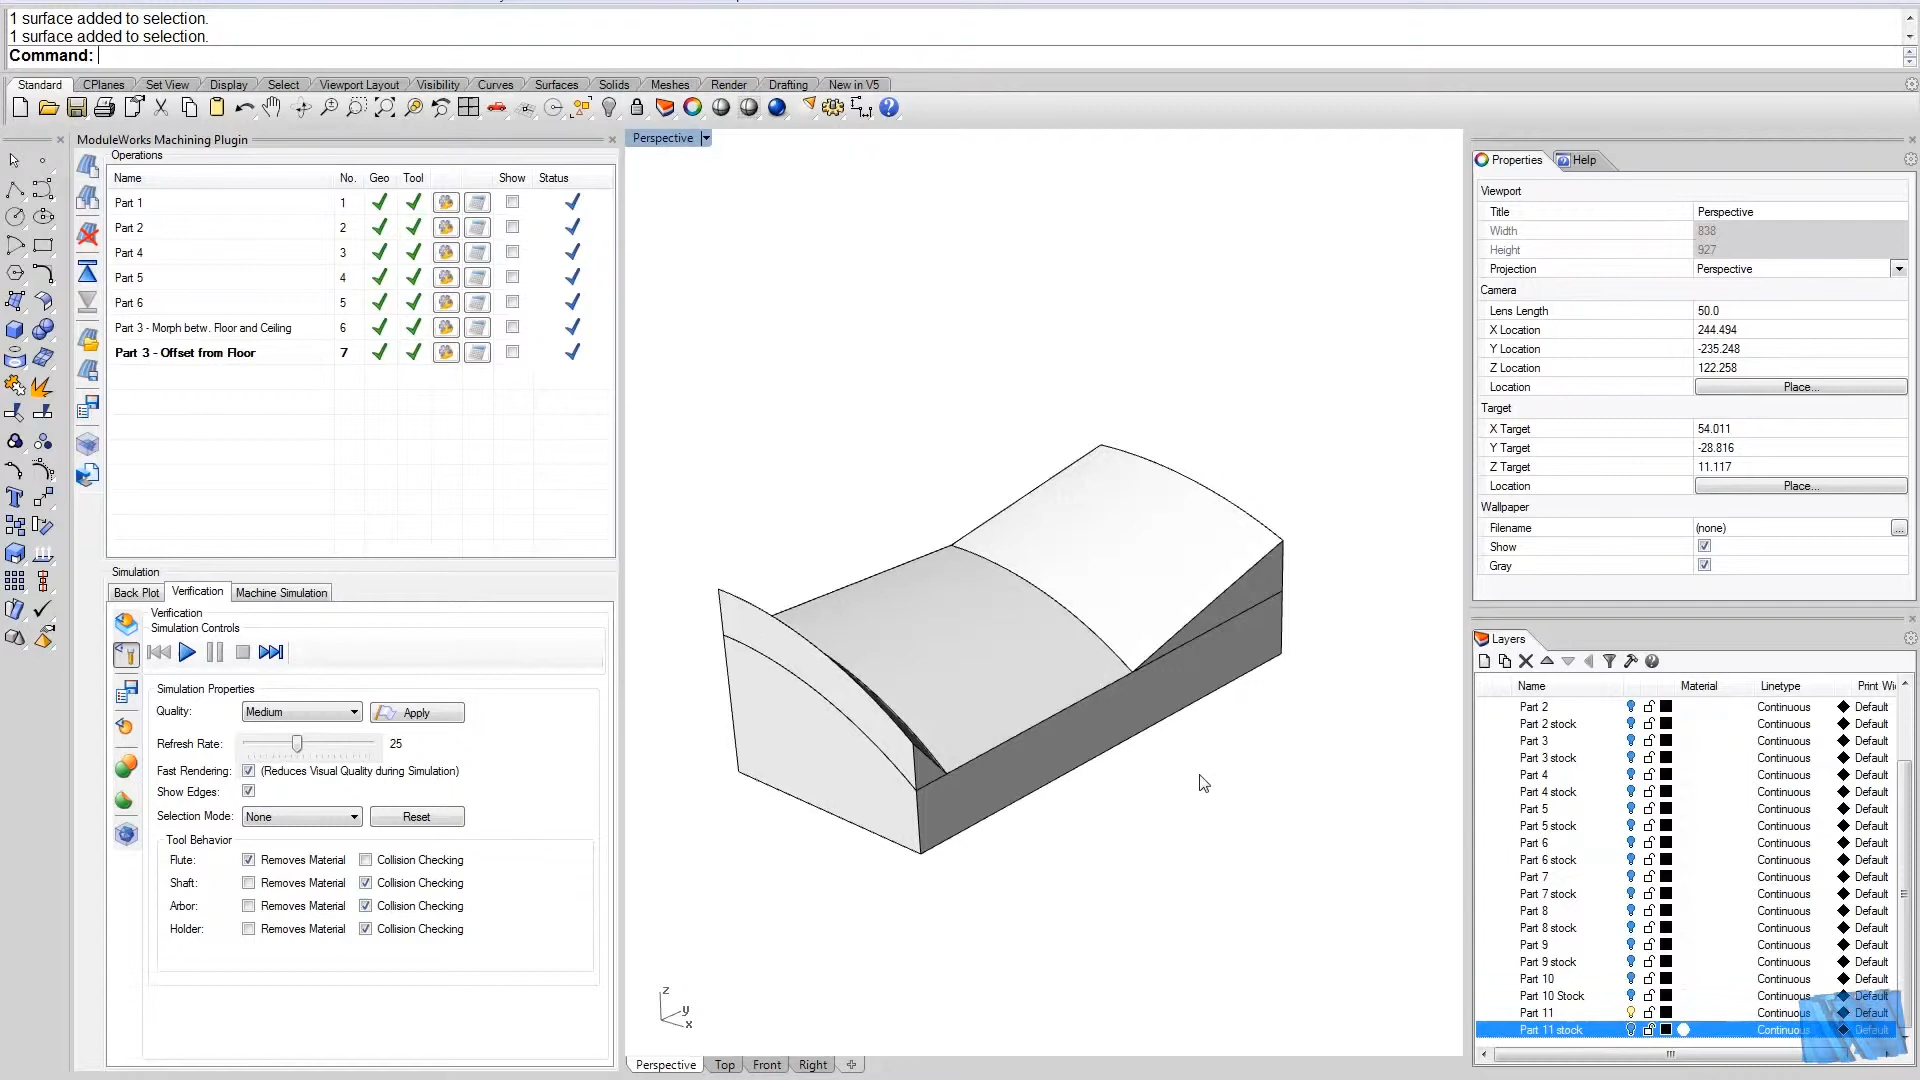 1 surface added to selection.
1 surface added to selection.
Command:
Standard CPlanes Set View Display Select Viewport Layout Visibility Curves Surfaces Solids Meshes Render Drafting New in V5
ModuleWorks Machining Plugin
Operations
Name No. Geo Tool Show Status
Part 1 1
Part 2 2
Part 4 3
Part 5 4
Part 6 5
Part 3 - Morph betw. Floor and Ceiling 6
Part 3 - Offset from Floor 7
Simulation
Back Plot Verification Machine Simulation
Verification
Simulation Controls
Simulation Properties
Quality: Medium Apply
Refresh Rate: 25
Fast Rendering: (Reduces Visual Quality during Simulation)
Show Edges:
Selection Mode: None Reset
Tool Behavior
Flute: Removes Material Collision Checking
Shaft: Removes Material Collision Checking
Arbor: Removes Material Collision Checking
Holder: Removes Material Collision Checking
Perspective
z
y
x
Perspective Top Front Right
Properties Help
Viewport
Title Perspective
Width 838
Height 927
Projection Perspective
Camera
Lens Length 50.0
X Location 244.494
Y Location -235.248
Z Location 122.258
Location Place...
Target
X Target 54.011
Y Target -28.816
Z Target 11.117
Location Place...
Wallpaper
Filename (none) ...
Show
Gray
Layers
Name Material Linetype Print Wi
Part 2 Continuous Default
Part 2 stock Continuous Default
Part 3 Continuous Default
Part 3 stock Continuous Default
Part 4 Continuous Default
Part 4 stock Continuous Default
Part 5 Continuous Default
Part 5 stock Continuous Default
Part 6 Continuous Default
Part 6 stock Continuous Default
Part 7 Continuous Default
Part 7 stock Continuous Default
Part 8 Continuous Default
Part 8 stock Continuous Default
Part 9 Continuous Default
Part 9 stock Continuous Default
Part 10 Continuous Default
Part 10 Stock Continuous Default
Part 11 Continuous Default
Part 11 stock Continuous Default